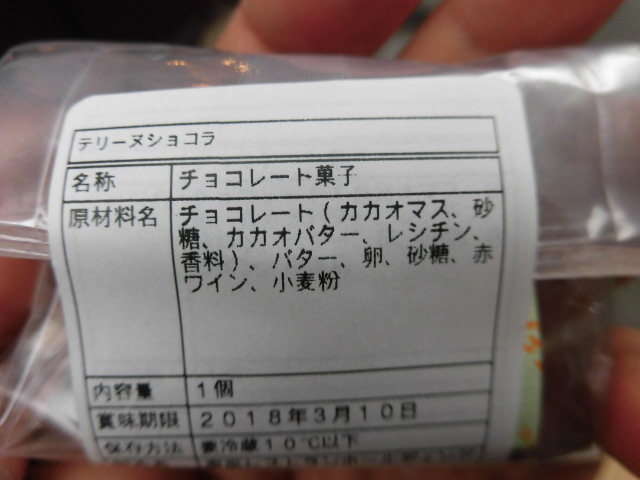 テリーヌショコラ
名称 チョコレート菓子
原材料名 チョコレート(カカオマス、砂
糖、カカオバター、レシチン、
香料)、バター、卵、砂糖、赤
ワイン、小麦粉
内容量 1個
賞味期限 2018年3月10日
保存方法 要冷蔵10℃以下